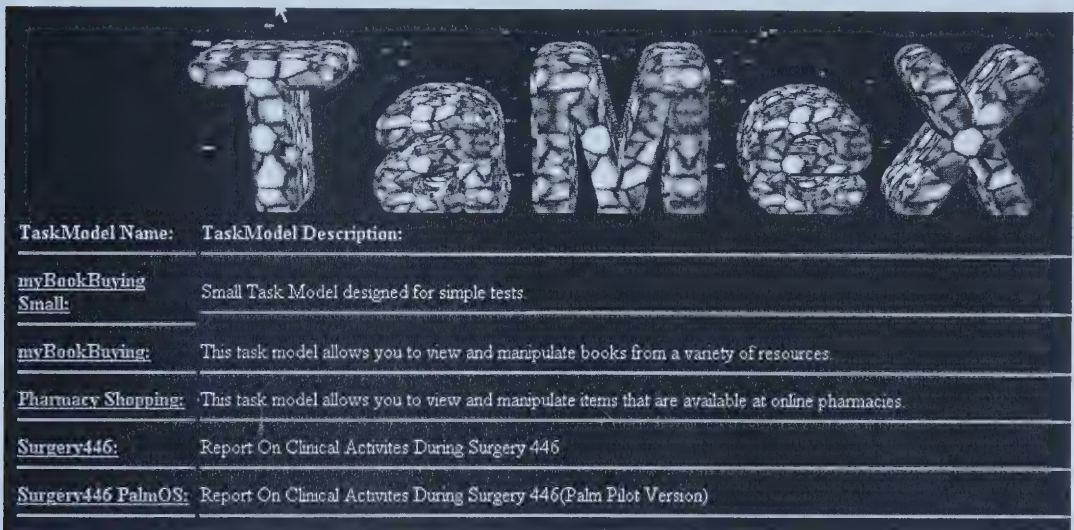 TaMeX
TaskModel Name: TaskModel Description:
myBookBuying
Small:
Small Task Model designed for simple tests
myBookBuying: This task model allows you to view and manipulate books from a variety of resources.
Pharmacy Shopping: This task model allows you to view and manipulate items that are available at online pharmacies.
Surgery446: Report On Clinical Activites During Surgery 446
Surgery446 PalmOS: Report On Clinical Activites During Surgery 446(Palm Pilot Version)